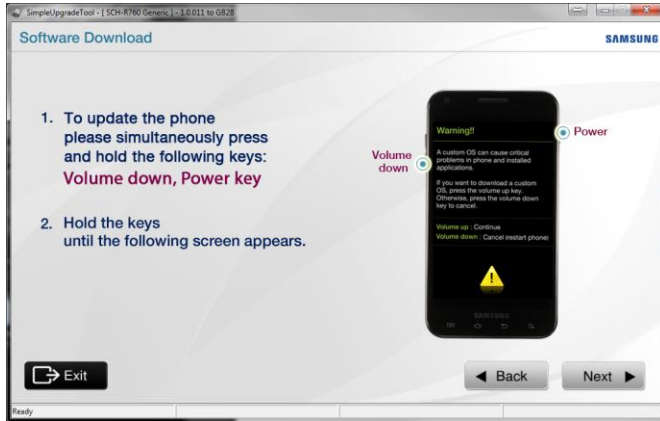 SimpleUpgradeTool - [ SCH-R760 Generic ] - 1.0.011 to GB28
Software Download
SAMSUNG
1. To update the phone
please simultaneously press
and hold the following keys:
Volume down, Power key
2. Hold the keys
until the following screen appears.
Volume
down
Power
Warning!!
A custom OS can cause critical
problems in phone and installed
applications.
If you want to download a custom
OS, press the volume up key.
Otherwise, press the volume down
key to cancel.
Volume up : Continue
Volume down : Cancel (restart phone)
SAMSUNG
Exit
Back
Next
Ready